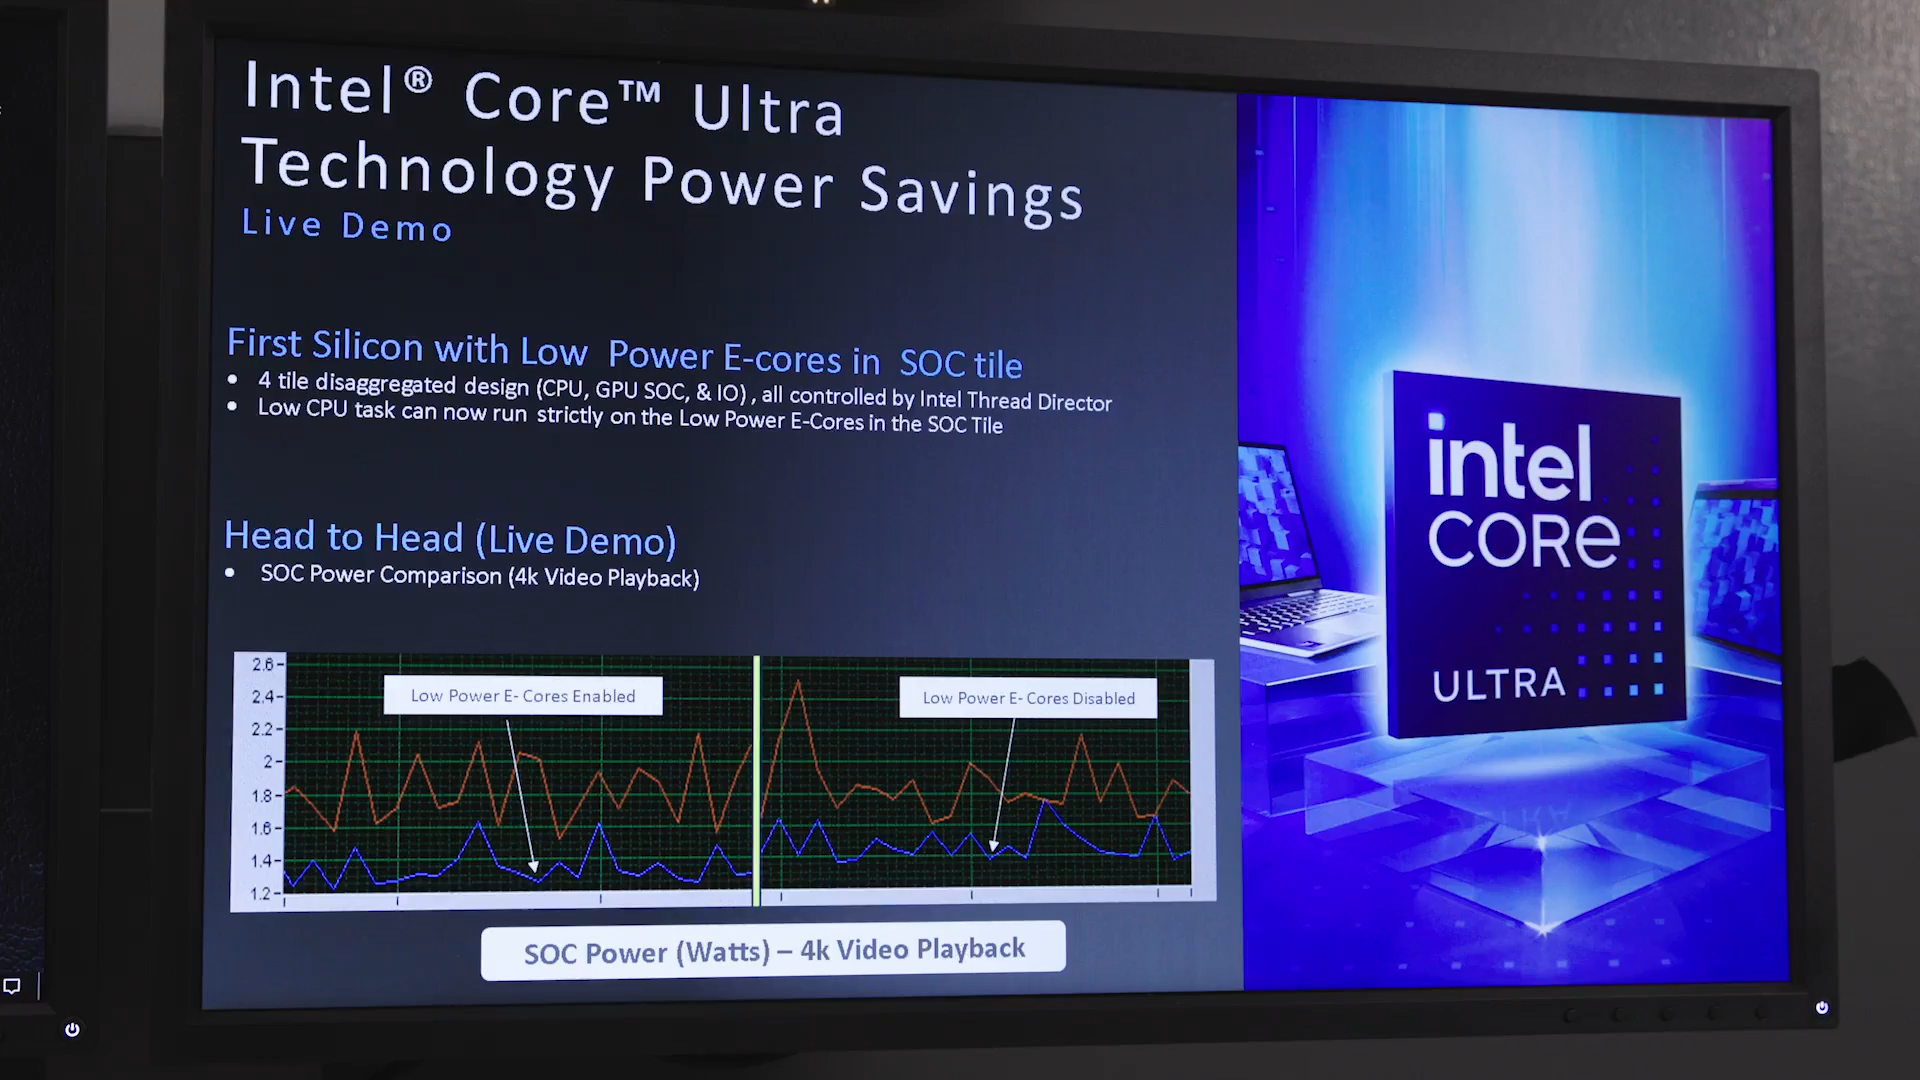 Intel® Core™ Ultra
Technology Power Savings
Live Demo
First Silicon with Low Power E-cores in SOC tile
• 4 tile disaggregated design (CPU, GPU SOC, & IO), all controlled by Intel Thread Director
• Low CPU task can now run strictly on the Low Power E-Cores in the SOC Tile
Head to Head (Live Demo)
• SOC Power Comparison (4k Video Playback)
2.6
2.4
2.2
2
1.8
1.6
1.4
1.2
Low Power E- Cores Enabled
Low Power E- Cores Disabled
SOC Power (Watts) – 4k Video Playback
intel
CORE
ULTRA